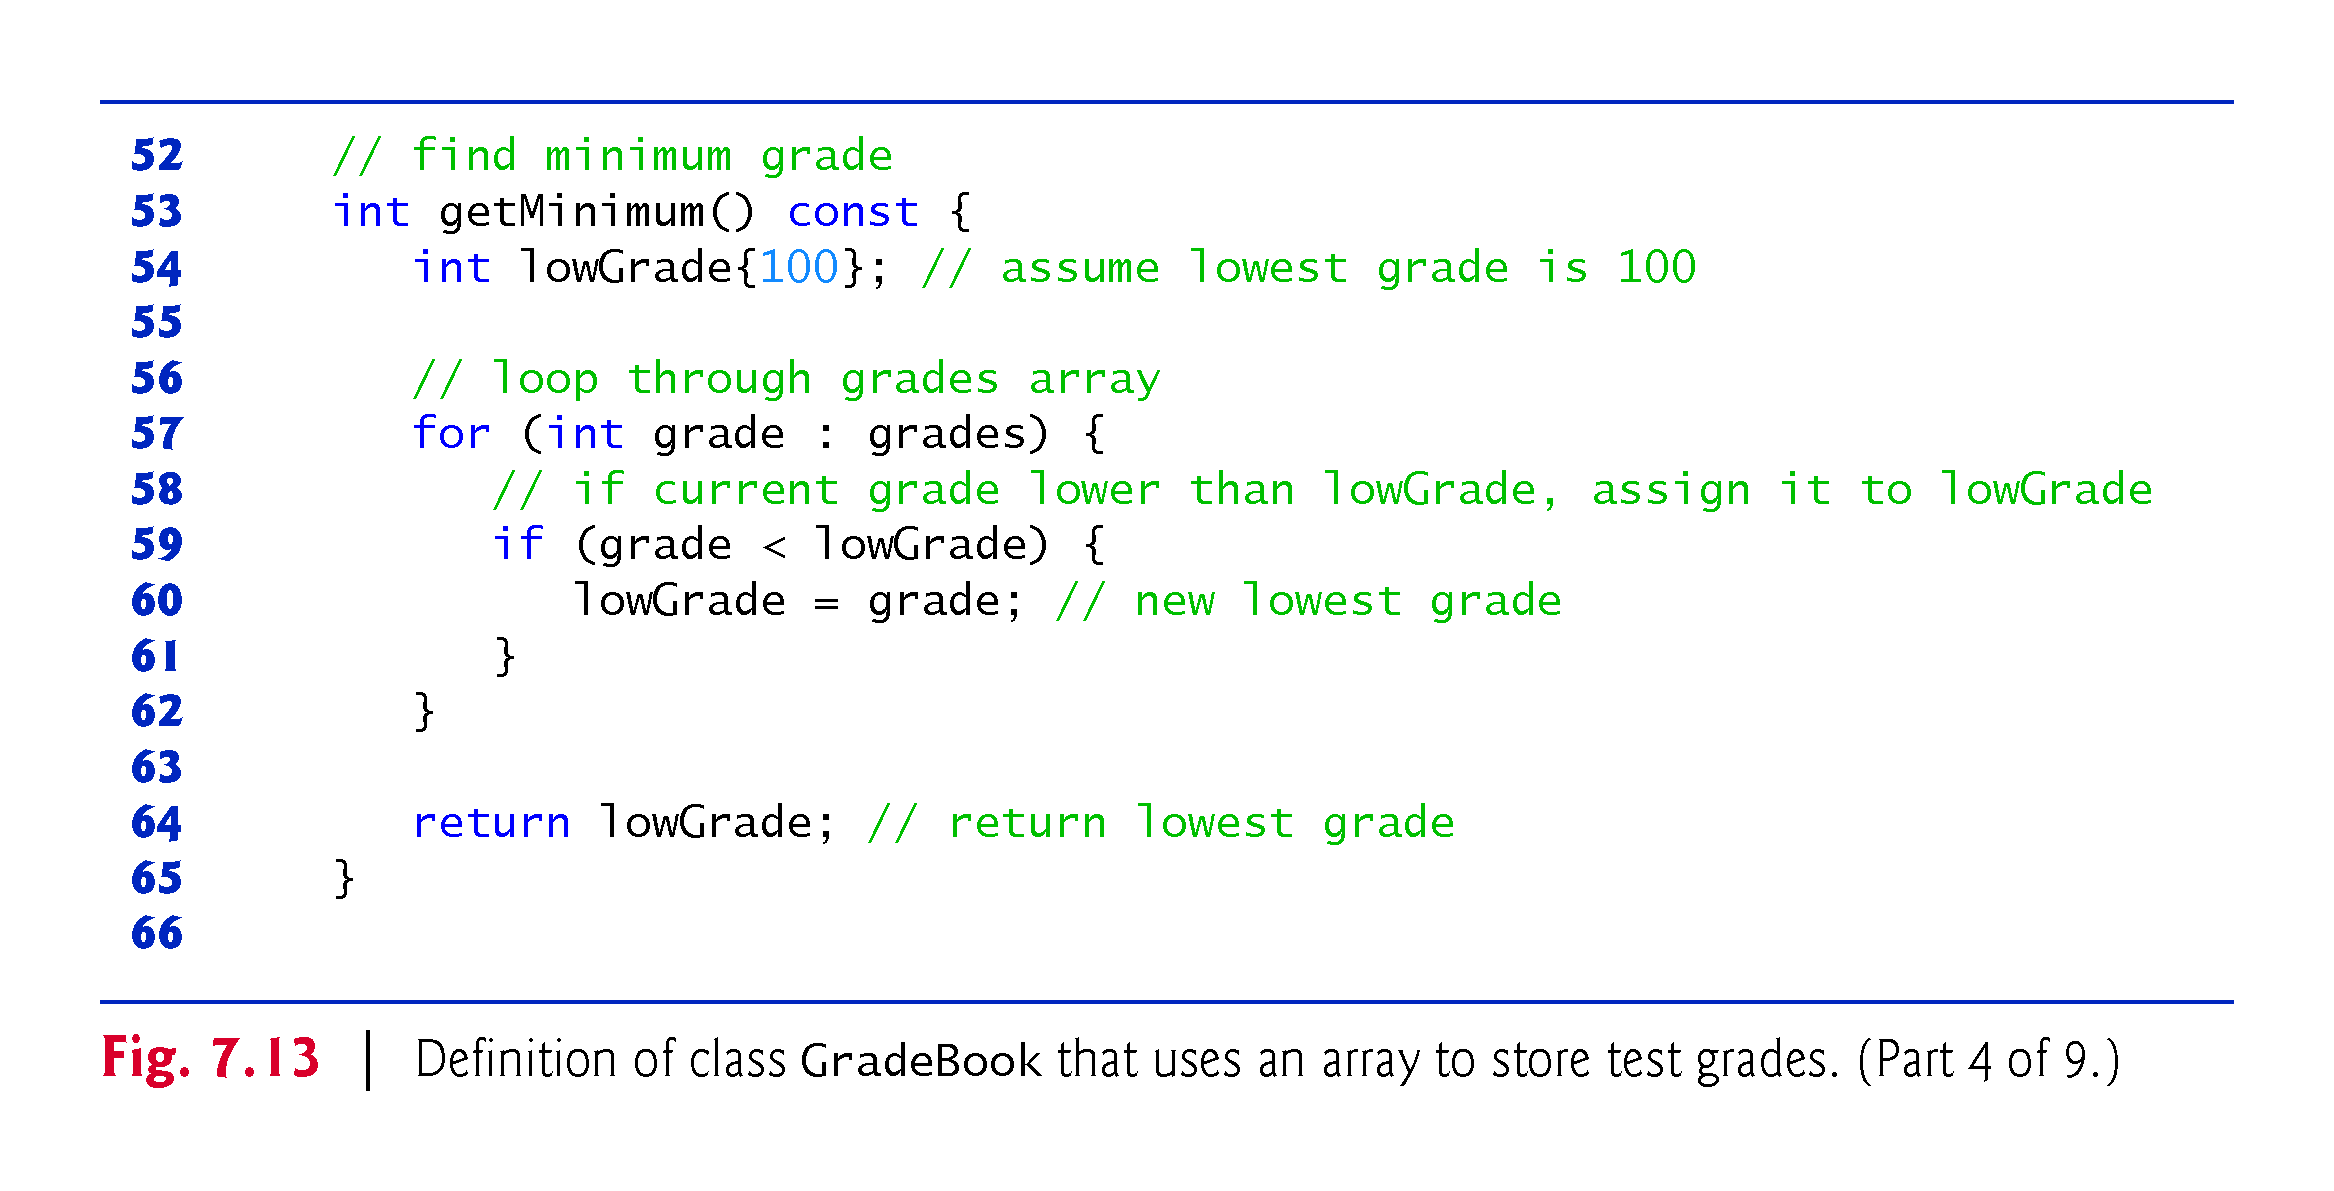 52 // find minimum grade
53 int getMinimum() const {
54 int lowGrade{100}; // assume lowest grade is 100
55
56 // loop through grades array
57 for (int grade : grades) {
58 // if current grade lower than lowGrade, assign it to lowGrade
59 if (grade < lowGrade) {
60 lowGrade = grade; // new lowest grade
61 }
62 }
63
64 return lowGrade; // return lowest grade
65 }
66
Fig. 7.13 | Definition of class GradeBook that uses an array to store test grades. (Part 4 of 9.)